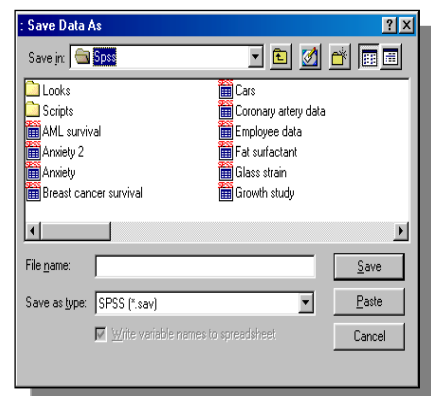 : Save Data As
Save in: Spss
Looks
Scripts
AML survival
Anxiety 2
Anxiety
Breast cancer survival
Cars
Coronary artery data
Employee data
Fat surfactant
Glass strain
Growth study
File name:
Save
Save as type: SPSS (*.sav)
Paste
Write variable names to spreadsheet
Cancel